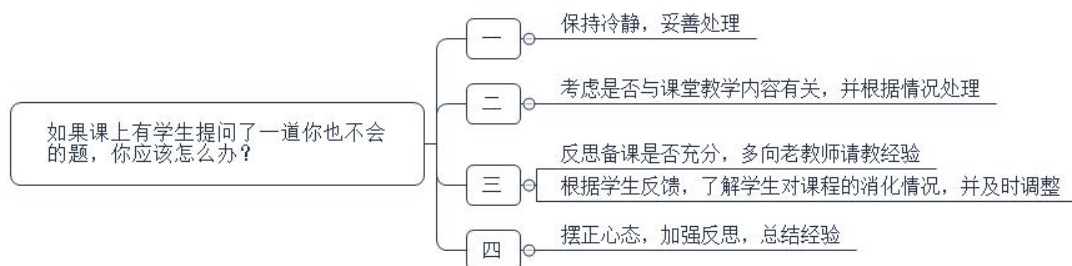 如果课上有学生提问了一道你也不会
的题，你应该怎么办？
一
保持冷静，妥善处理
二
考虑是否与课堂教学内容有关，并根据情况处理
三
反思备课是否充分，多向老教师请教经验
根据学生反馈，了解学生对课程的消化情况，并及时调整
四
摆正心态，加强反思，总结经验